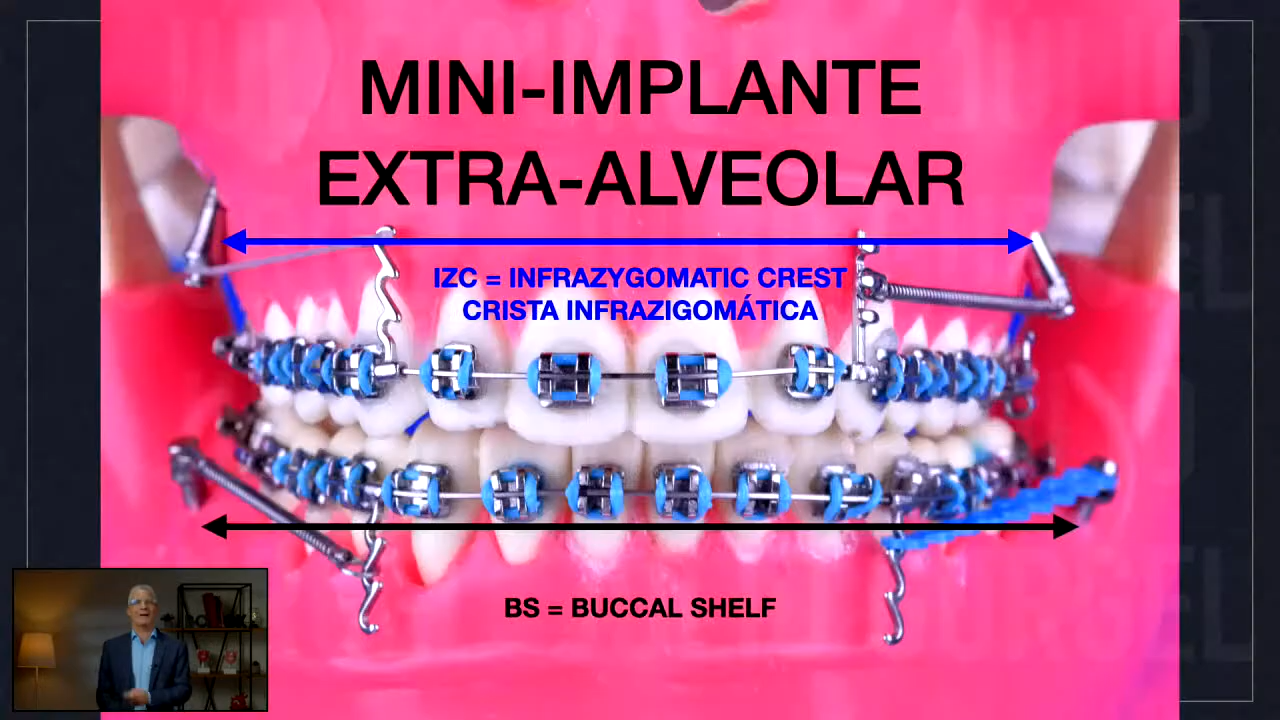 MINI-IMPLANTE
EXTRA-ALVEOLAR
IZC = INFRAZYGOMATIC CREST
CRISTA INFRAZIGOMÁTICA
BS = BUCCAL SHELF